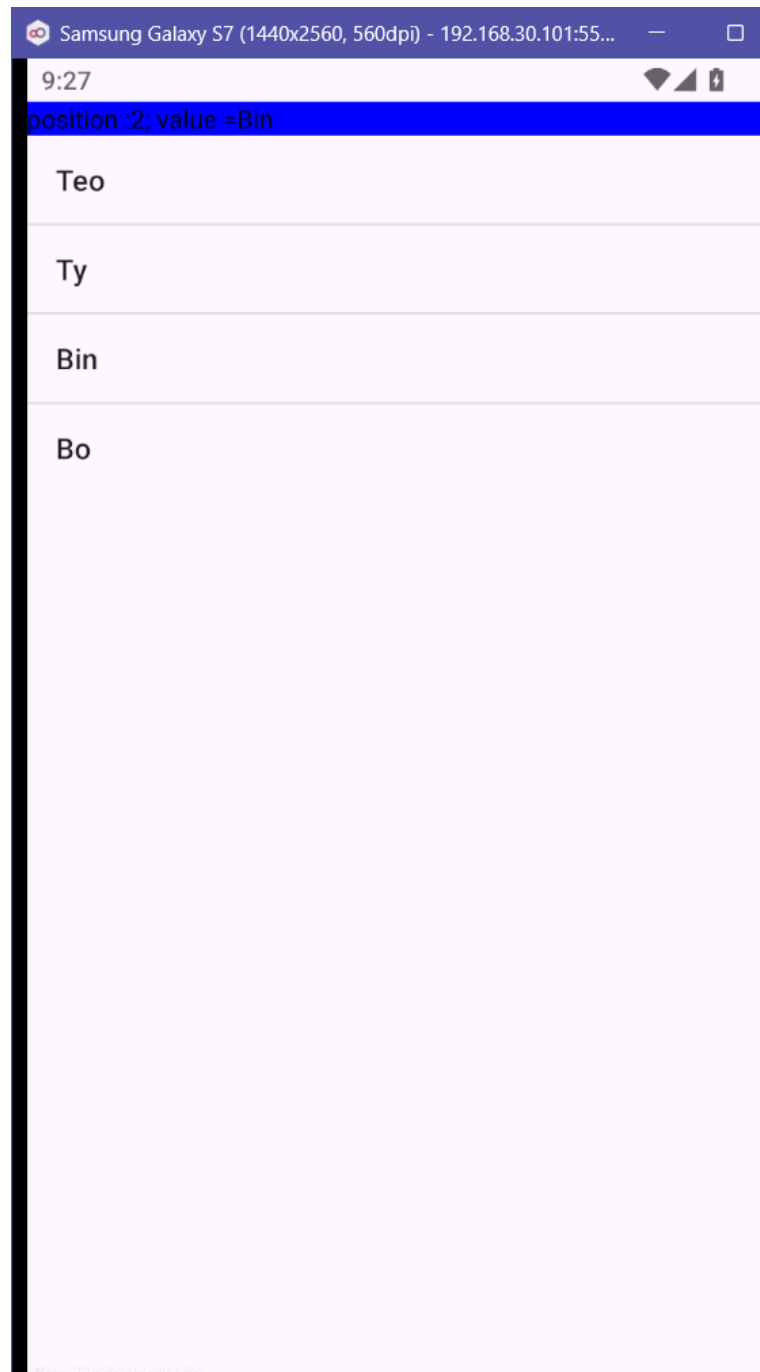 Samsung Galaxy S7 (1440x2560, 560dpi) - 192.168.30.101:55...
9:27
position :2; value =Bin
Teo
Ty
Bin
Bo